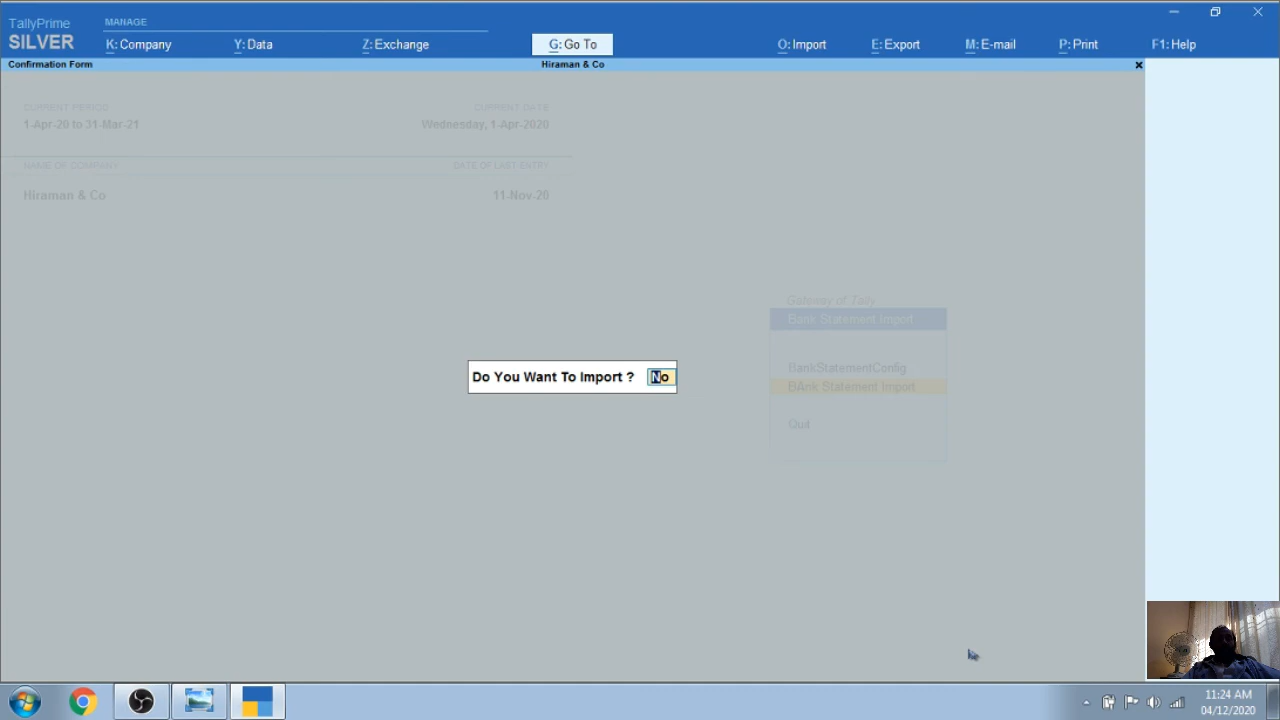 TallyPrime
SILVER
MANAGE
K: Company
Y: Data
Z: Exchange
G: Go To
O: Import
E: Export
M: E-mail
P: Print
F1: Help
Confirmation Form
Hiraman & Co
CURRENT PERIOD
CURRENT DATE
1-Apr-20 to 31-Mar-21
Wednesday, 1-Apr-2020
NAME OF COMPANY
DATE OF LAST ENTRY
Hiraman & Co
11-Nov-20
Gateway of Tally
Bank Statement Import
BankStatementConfig
BAnk Statement Import
Quit
Do You Want To Import ? No
11:24 AM
04/12/2020